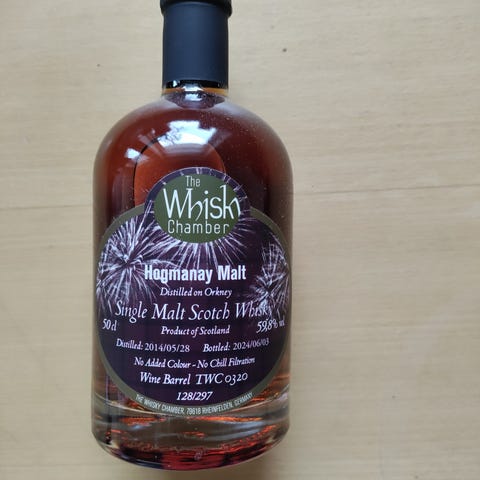 The
Whisky
Chamber
Hogmanay Malt
Distilled on Orkney
Single Malt Scotch Whisky
50 cl
59,8% vol
Product of Scotland
Distilled: 2014/05/28 Bottled: 2024/06/03
No Added Colour - No Chill Filtration
Wine Barrel TWC 0320
128/297
THE WHISKY CHAMBER, 79618 RHEINFELDEN, GERMANY